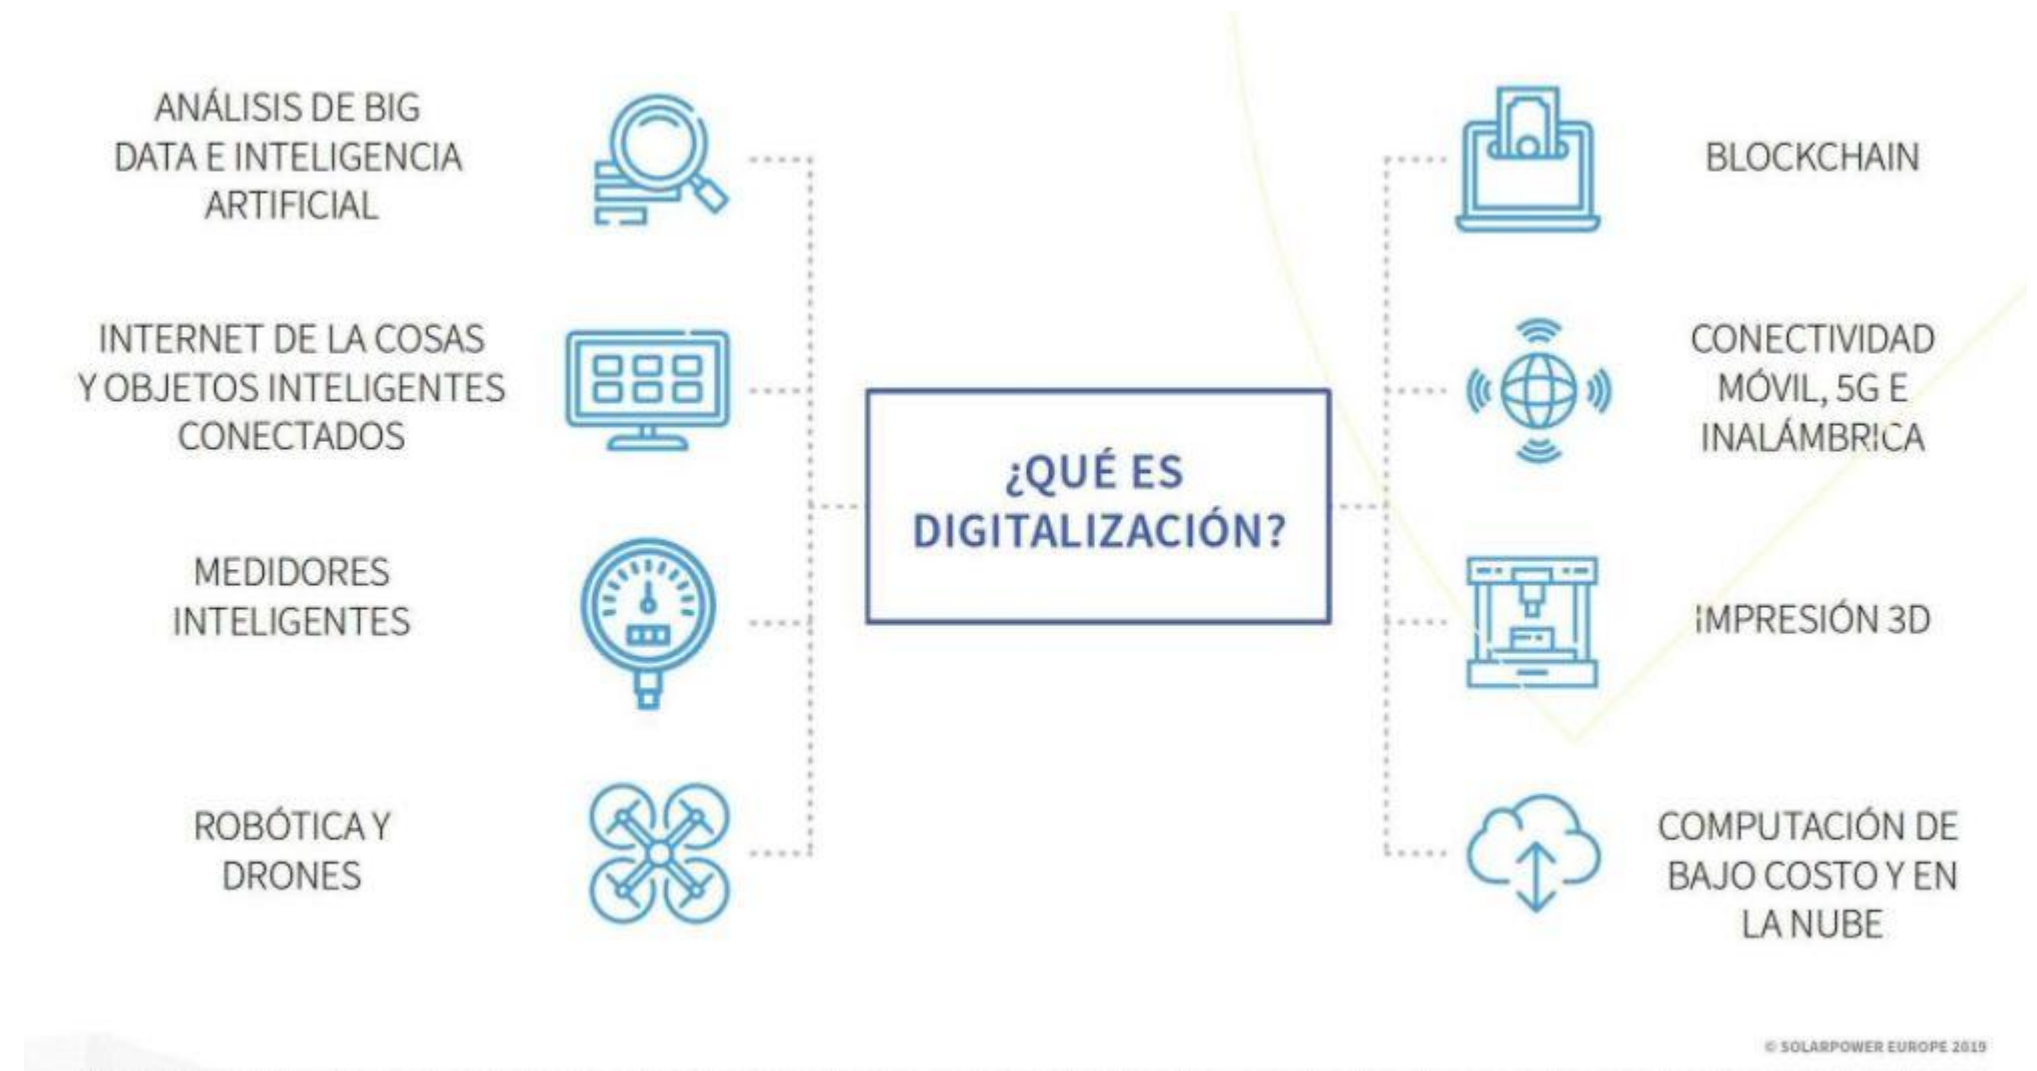 ANÁLISIS DE BIG
DATA E INTELIGENCIA
ARTIFICIAL
INTERNET DE LA COSAS
Y OBJETOS INTELIGENTES
CONECTADOS
MEDIDORES
INTELIGENTES
ROBÓTICA Y
DRONES
¿QUÉ ES
DIGITALIZACIÓN?
BLOCKCHAIN
CONECTIVIDAD
MÓVIL, 5G E
INALÁMBRICA
IMPRESIÓN 3D
COMPUTACIÓN DE
BAJO COSTO Y EN
LA NUBE
© SOLARPOWER EUROPE 2019